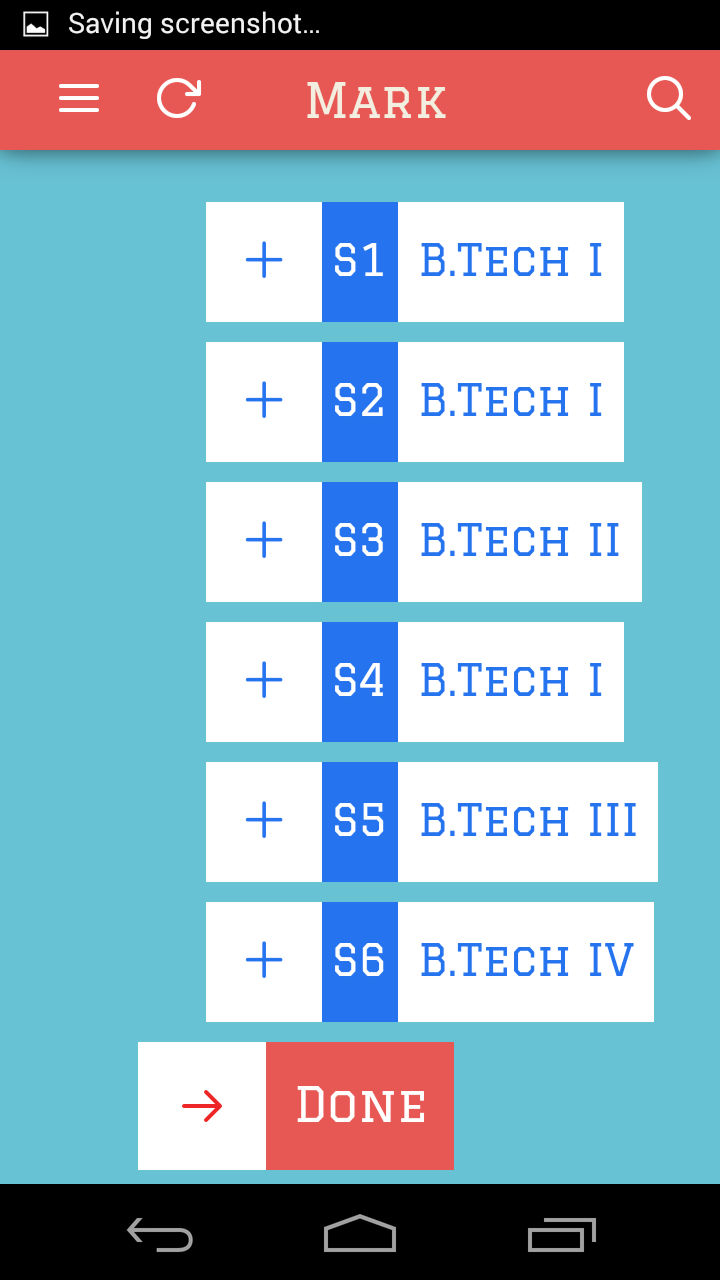 Saving screenshot...
Mark
S1 B.Tech I
S2 B.Tech I
S3 B.Tech II
S4 B.Tech I
S5 B.Tech III
S6 B.Tech IV
Done